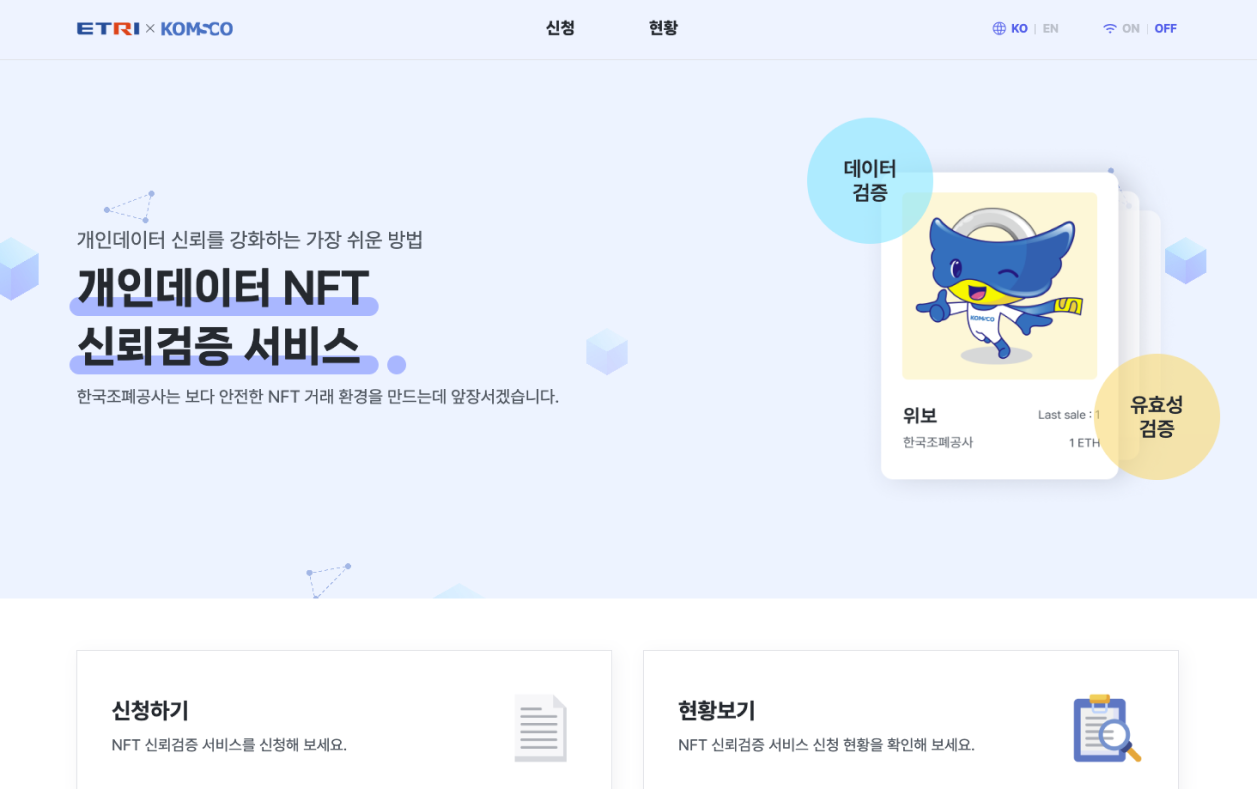 ETRI × KOMSCO
신청
현황
KO | EN
ON | OFF
개인데이터 신뢰를 강화하는 가장 쉬운 방법
개인데이터 NFT
신뢰검증 서비스
한국조폐공사는 보다 안전한 NFT 거래 환경을 만드는데 앞장서겠습니다.
데이터
검증
KOMSCO
위보
Last sale : 1
한국조폐공사
1 ETH
유효성
검증
신청하기
NFT 신뢰검증 서비스를 신청해 보세요.
현황보기
NFT 신뢰검증 서비스 신청 현황을 확인해 보세요.